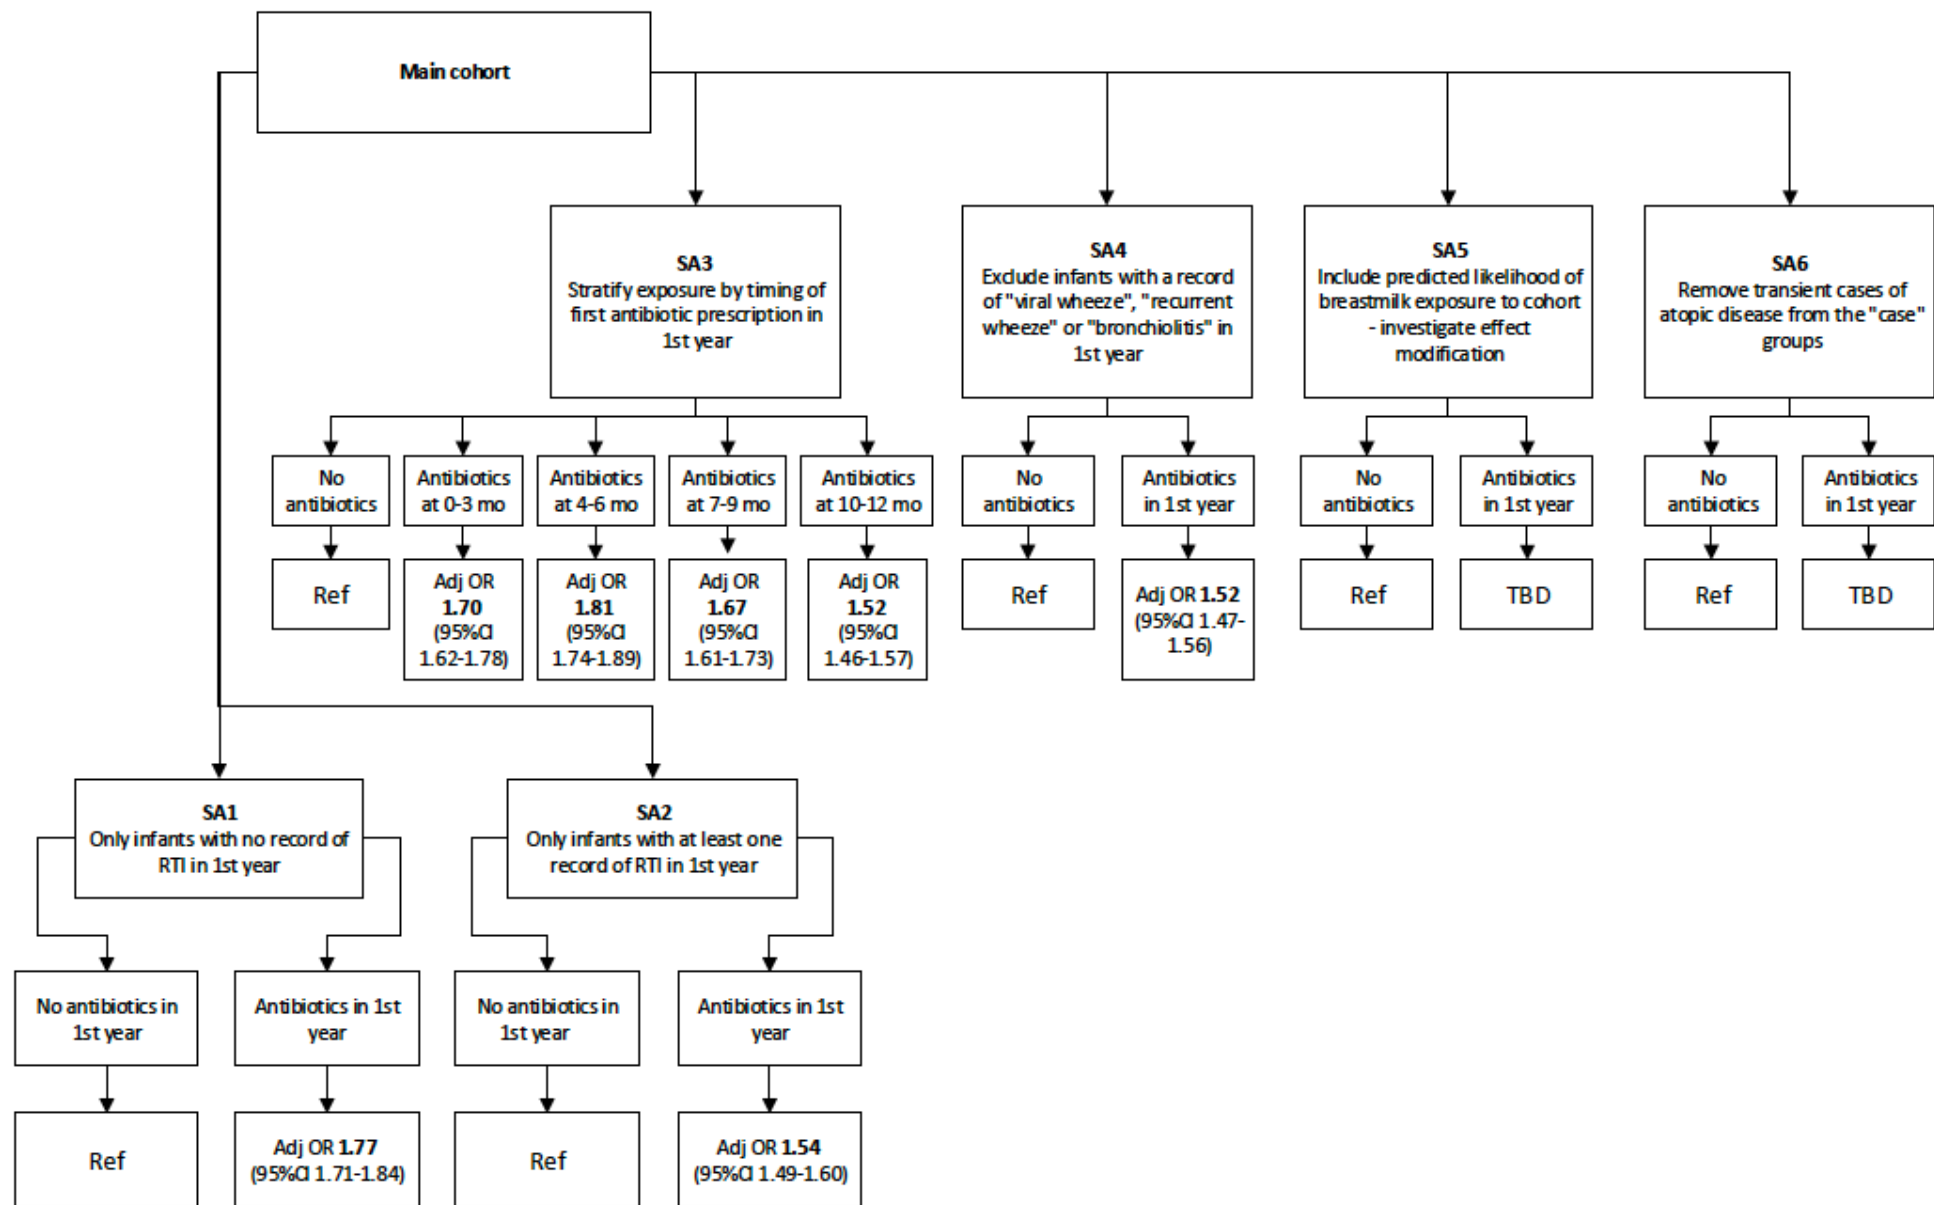 Main cohort
SA3
Stratify exposure by timing of
first antibiotic prescription in
1st year
SA4
Exclude infants with a record
of "viral wheeze", "recurrent
wheeze" or "bronchiolitis" in
1st year
SA5
Include predicted likelihood of
breastmilk exposure to cohort
- investigate effect
modification
SA6
Remove transient cases of
atopic disease from the "case"
groups
No
antibiotics
Antibiotics
at 0-3 mo
Antibiotics
at 4-6 mo
Antibiotics
at 7-9 mo
Antibiotics
at 10-12 mo
No
antibiotics
Antibiotics
in 1st year
No
antibiotics
Antibiotics
in 1st year
No
antibiotics
Antibiotics
in 1st year
Ref
Adj OR
1.70
(95%CI
1.62-1.78)
Adj OR
1.81
(95%CI
1.74-1.89)
Adj OR
1.67
(95%CI
1.61-1.73)
Adj OR
1.52
(95%CI
1.46-1.57)
Ref
Adj OR 1.52
(95%CI 1.47-
1.56)
Ref
TBD
Ref
TBD
SA1
Only infants with no record of
RTI in 1st year
SA2
Only infants with at least one
record of RTI in 1st year
No antibiotics in
1st year
Antibiotics in 1st
year
No antibiotics in
1st year
Antibiotics in 1st
year
Ref
Adj OR 1.77
(95%CI 1.71-1.84)
Ref
Adj OR 1.54
(95%CI 1.49-1.60)